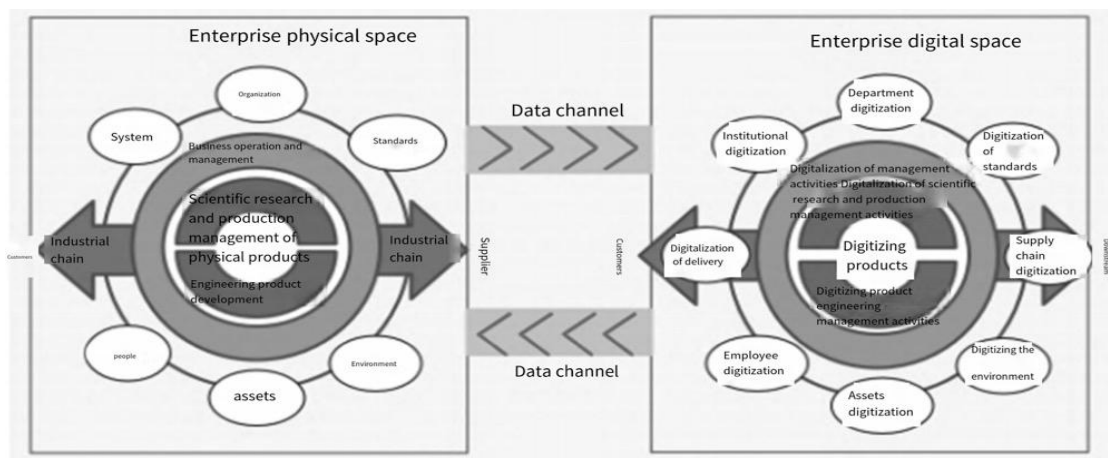 Enterprise physical space
Organization
System
Standards
Business operation and
management
Scientific research
and production
management of
physical products
Engineering product
development
Industrial
chain
Industrial
chain
Customers
Supplier
people
Environment
assets
Data channel
Data channel
Enterprise digital space
Department
digitization
Institutional
digitization
Digitization
of
standards
Digitalization of management
activities Digitalization of scientific
research and production
management activities
Customers
Digitalization
of delivery
Digitizing
products
Supply
chain
digitization
Digitizing product
engineering
management activities
Employee
digitization
Digitizing the
environment
Assets
digitization